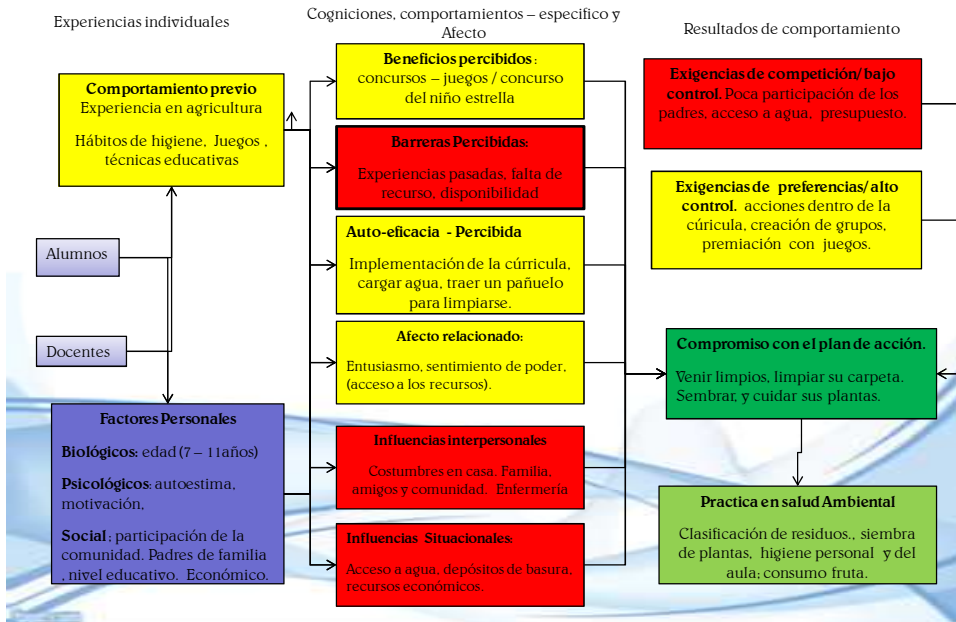 Experiencias individuales
Cogniciones, comportamientos – especifico y
Afecto
Resultados de comportamiento
Comportamiento previo
Experiencia en agricultura
Hábitos de higiene, Juegos ,
técnicas educativas
Alumnos
Docentes
Factores Personales
Biológicos: edad (7 – 11años)
Psicológicos: autoestima,
motivación,
Social : participación de la
comunidad. Padres de familia
, nivel educativo. Económico.
Beneficios percibidos :
concursos – juegos / concurso
del niño estrella
Barreras Percibidas:
Experiencias pasadas, falta de
recurso, disponibilidad
Auto-eficacia - Percibida
Implementación de la cúrricula,
cargar agua, traer un pañuelo
para limpiarse.
Afecto relacionado:
Entusiasmo, sentimiento de poder,
(acceso a los recursos).
Influencias interpersonales
Costumbres en casa. Familia,
amigos y comunidad. Enfermería
Influencias Situacionales:
Acceso a agua, depósitos de basura,
recursos económicos.
Exigencias de competición/ bajo
control. Poca participación de los
padres, acceso a agua, presupuesto.
Exigencias de preferencias/ alto
control. acciones dentro de la
cúricula, creación de grupos,
premiación con juegos.
Compromiso con el plan de acción.
Venir limpios, limpiar su carpeta.
Sembrar, y cuidar sus plantas.
Practica en salud Ambiental
Clasificación de residuos., siembra
de plantas, higiene personal y del
aula; consumo fruta.